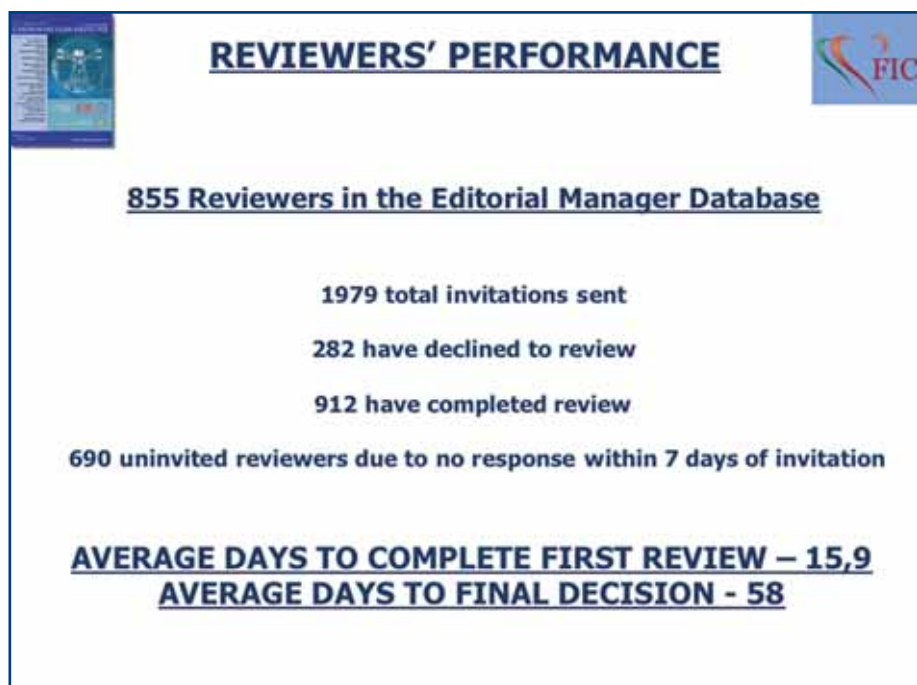 REVIEWERS’ PERFORMANCE
FIC
855 Reviewers in the Editorial Manager Database
1979 total invitations sent
282 have declined to review
912 have completed review
690 uninvited reviewers due to no response within 7 days of invitation
AVERAGE DAYS TO COMPLETE FIRST REVIEW – 15,9
AVERAGE DAYS TO FINAL DECISION - 58